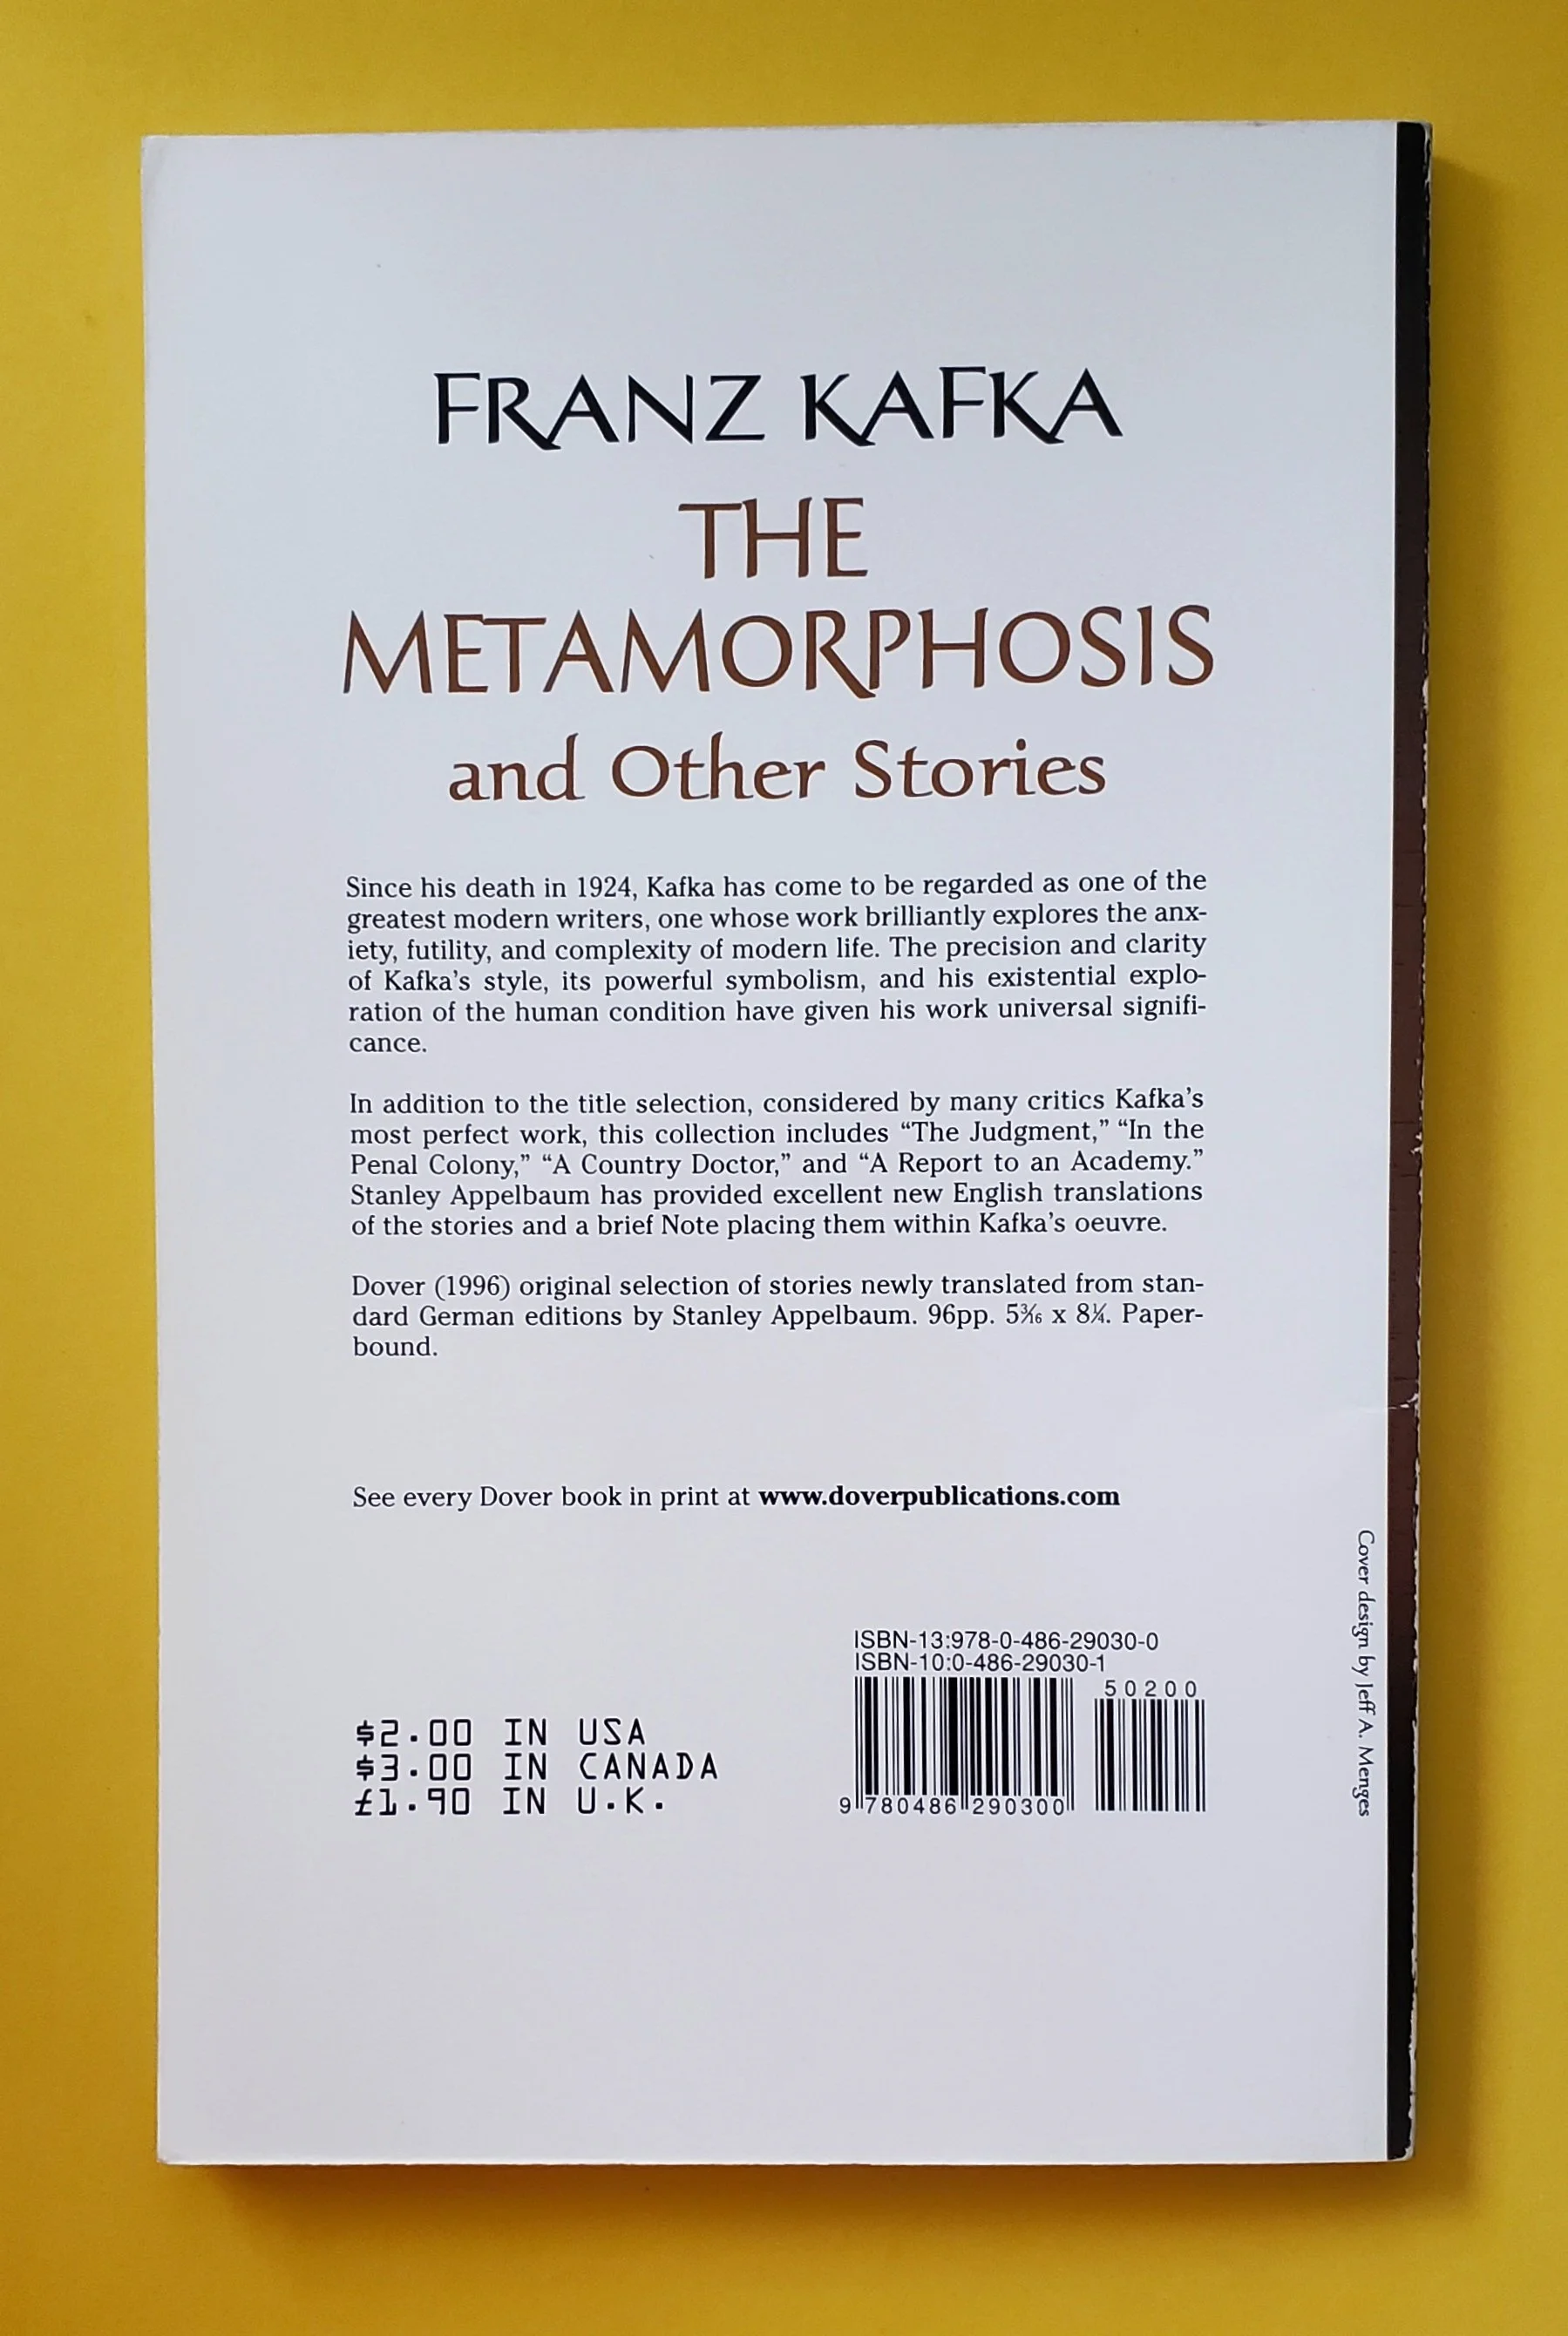 FRANZ KAFKA
THE
METAMORPHOSIS
and Other Stories
Since his death in 1924, Kafka has come to be regarded as one of the
greatest modern writers, one whose work brilliantly explores the anx-
iety, futility, and complexity of modern life. The precision and clarity
of Kafka’s style, its powerful symbolism, and his existential explo-
ration of the human condition have given his work universal signifi-
cance.
In addition to the title selection, considered by many critics Kafka’s
most perfect work, this collection includes “The Judgment,” “In the
Penal Colony,” “A Country Doctor,” and “A Report to an Academy.”
Stanley Appelbaum has provided excellent new English translations
of the stories and a brief Note placing them within Kafka’s oeuvre.
Dover (1996) original selection of stories newly translated from stan-
dard German editions by Stanley Appelbaum. 96pp. 5³⁄₁₆ x 8¼. Paper-
bound.
See every Dover book in print at www.doverpublications.com
ISBN-13:978-0-486-29030-0
ISBN-10:0-486-29030-1
50200
9 780486 290300
$2.00 IN USA
$3.00 IN CANADA
£1.90 IN U.K.
Cover design by Jeff A. Menges